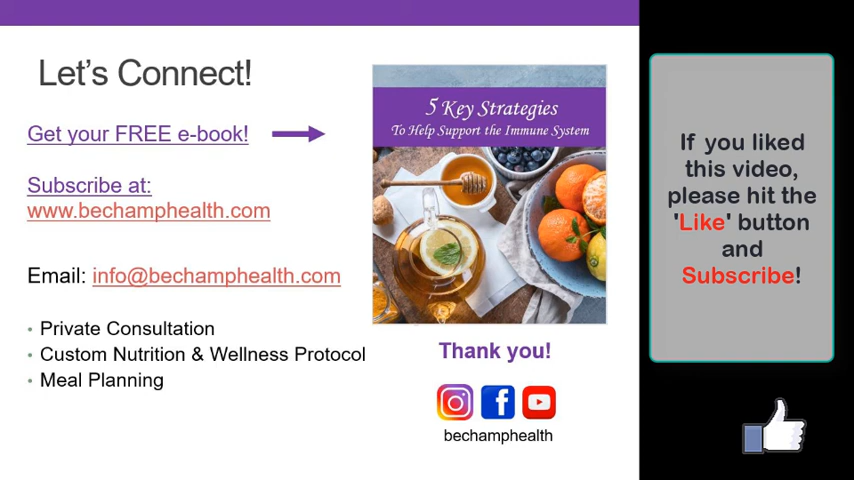 Let's Connect!
Get your FREE e-book!
Subscribe at:
www.bechamphealth.com
Email: info@bechamphealth.com
• Private Consultation
• Custom Nutrition & Wellness Protocol
• Meal Planning
5 Key Strategies
To Help Support the Immune System
Thank you!
bechamphealth
If you liked
this video,
please hit the
'Like' button
and
Subscribe!